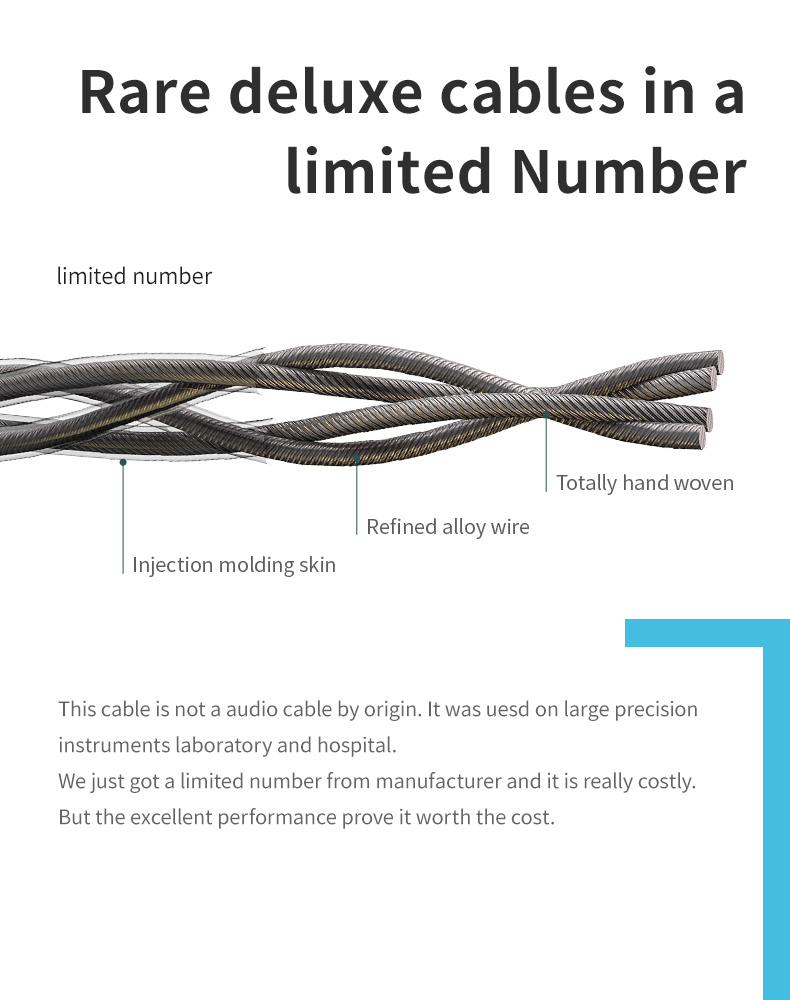 Rare deluxe cables in a
limited Number
limited number
Totally hand woven
Refined alloy wire
Injection molding skin
This cable is not a audio cable by origin. It was uesd on large precision
instruments laboratory and hospital.
We just got a limited number from manufacturer and it is really costly.
But the excellent performance prove it worth the cost.